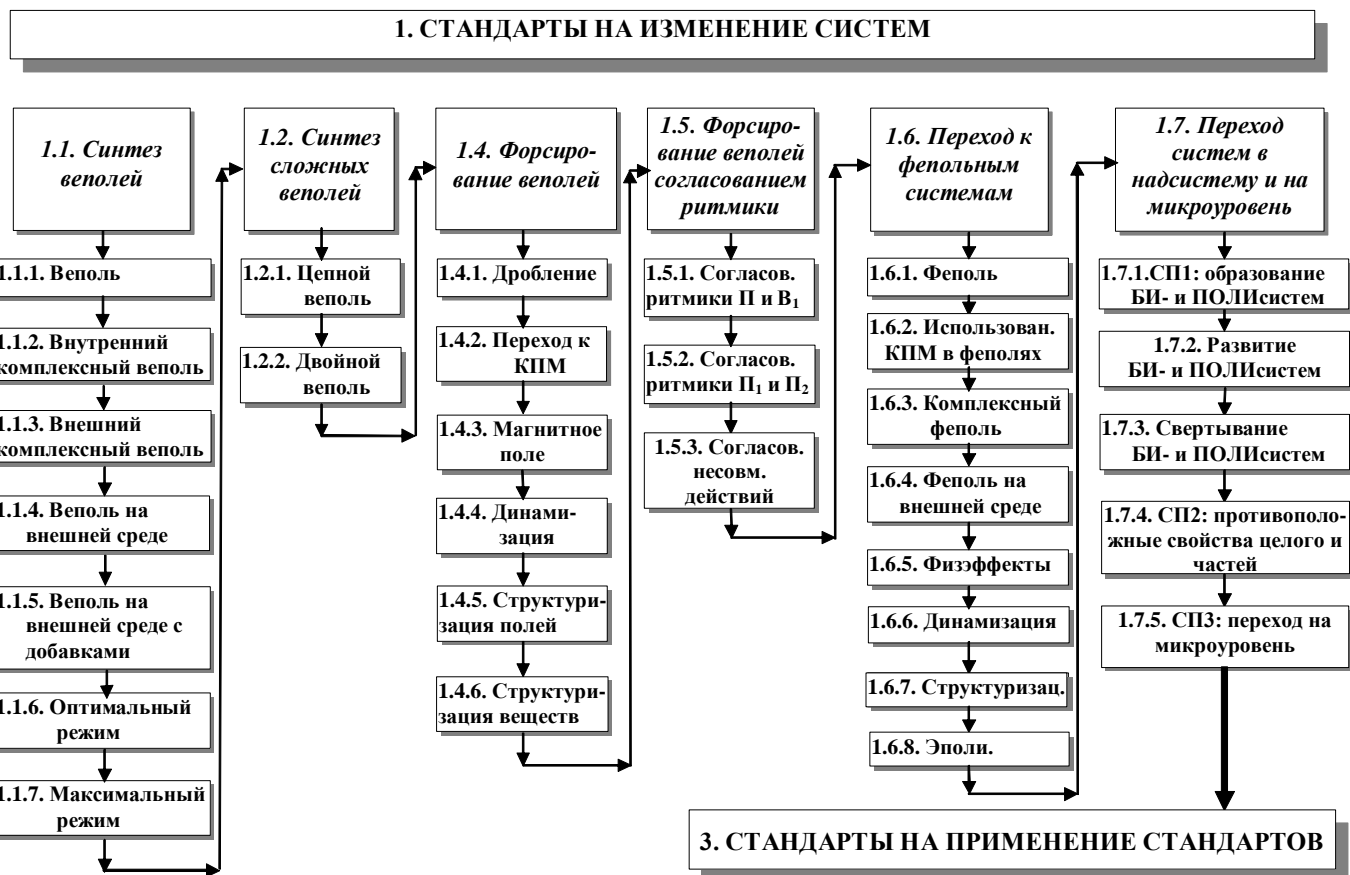 1. СТАНДАРТЫ НА ИЗМЕНЕНИЕ СИСТЕМ
1.1. Синтез
веполей
1.1.1. Веполь
1.1.2. Внутренний
комплексный веполь
1.1.3. Внешний
комплексный веполь
1.1.4. Веполь на
внешней среде
1.1.5. Веполь на
внешней среде с
добавками
1.1.6. Оптимальный
режим
1.1.7. Максимальный
режим
1.2. Синтез
сложных
веполей
1.2.1. Цепной
веполь
1.2.2. Двойной
веполь
1.4. Форсиро-
вание веполей
1.4.1. Дробление
1.4.2. Переход к
КПМ
1.4.3. Магнитное
поле
1.4.4. Динами-
зация
1.4.5. Структури-
зация полей
1.4.6. Структури-
зация веществ
1.5. Форсиро-
вание веполей
согласованием
ритмики
1.5.1. Согласов.
ритмики П и В₁
1.5.2. Согласов.
ритмики П₁ и П₂
1.5.3. Согласов.
несовм.
действий
1.6. Переход к
фепольным
системам
1.6.1. Феполь
1.6.2. Использован.
КПМ в феполях
1.6.3. Комплексный
феполь
1.6.4. Феполь на
внешней среде
1.6.5. Физэффекты
1.6.6. Динамизация
1.6.7. Структуризац.
1.6.8. Эполи.
1.7. Переход
систем в
надсистему и на
микроуровень
1.7.1.СП1: образование
БИ- и ПОЛИсистем
1.7.2. Развитие
БИ- и ПОЛИсистем
1.7.3. Свертывание
БИ- и ПОЛИсистем
1.7.4. СП2: противополо-
жные свойства целого и
частей
1.7.5. СП3: переход на
микроуровень
3. СТАНДАРТЫ НА ПРИМЕНЕНИЕ СТАНДАРТОВ